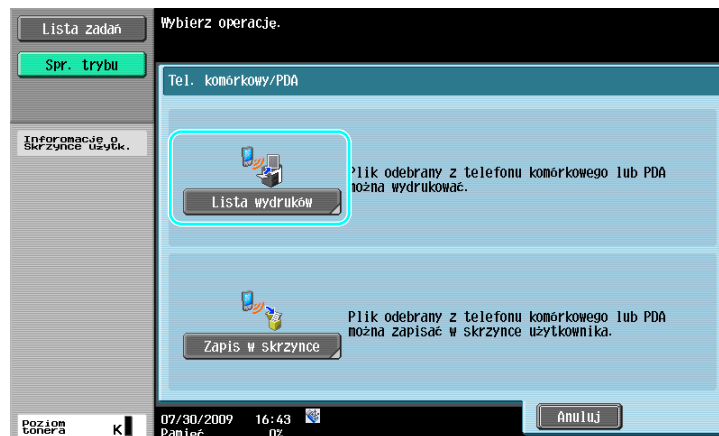 Lista zadań
Wybierz operację.
Spr. trybu
Tel. komórkowy/PDA
Inforomacje o
Skrzynce użytk.
Plik odebrany z telefonu komórkowego lub PDA
można wydrukować.
Lista wydruków
Plik odebrany z telefonu komórkowego lub PDA
można zapisać w skrzynce użytkownika.
Zapis w skrzynce
Anuluj
Poziom
tonera K
07/30/2009 16:43
Pamięć 0%